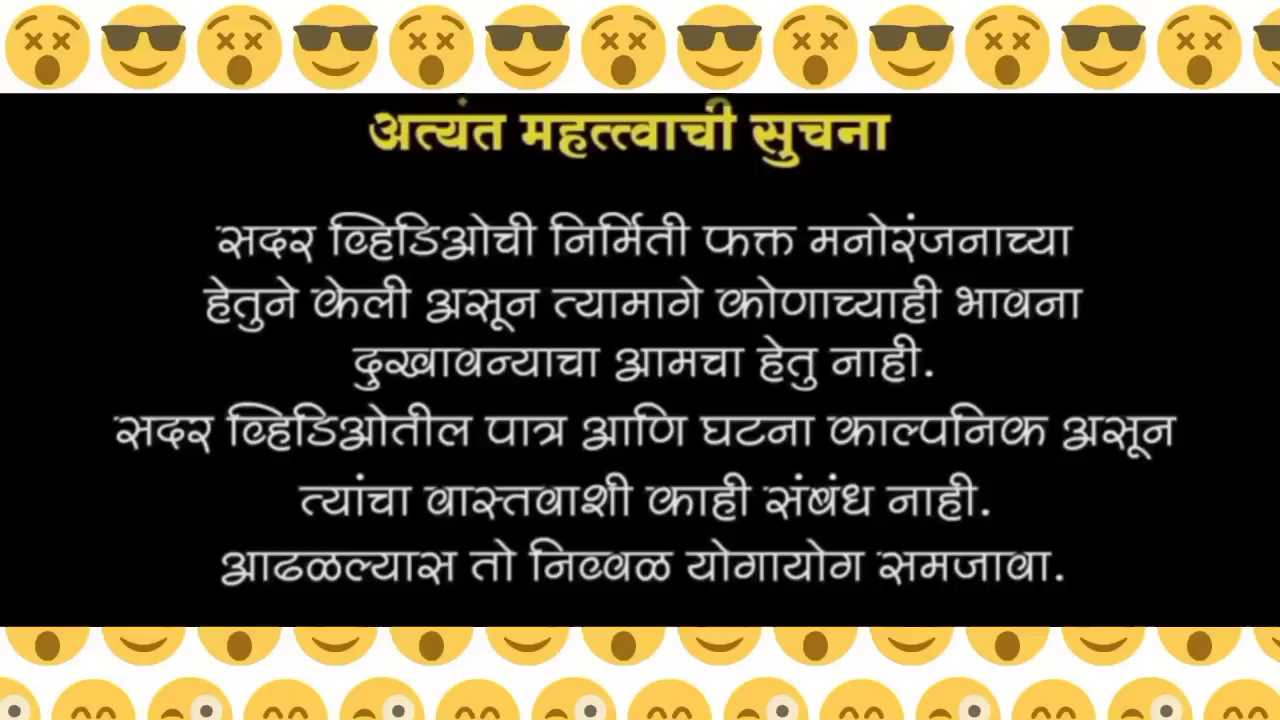 अत्यंत महत्त्वाची सुचना
सदर व्हिडिओची निर्मिती फक्त मनोरंजनाच्या
हेतुने केली असून त्यामागे कोणाच्याही भावना
दुखावन्याचा आमचा हेतु नाही.
सदर व्हिडिओतील पात्र आणि घटना काल्पनिक असून
त्यांचा वास्तवाशी काही संबंध नाही.
आढळल्यास तो निव्वळ योगायोग समजावा.